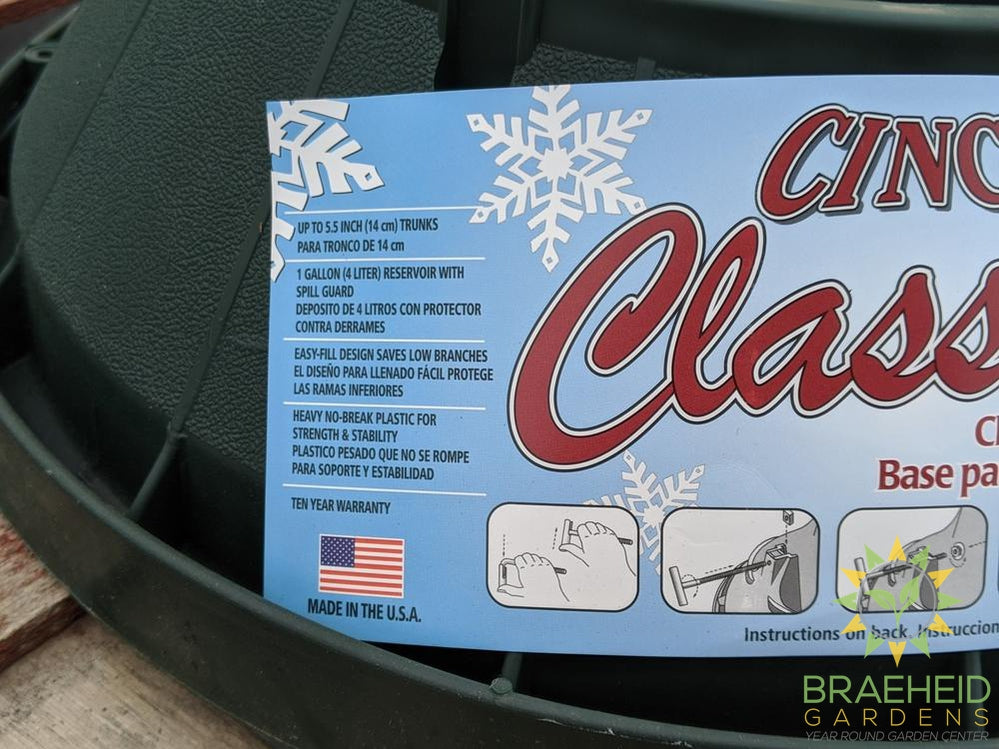 UP TO 5.5 INCH (14 cm) TRUNKS
PARA TRONCO DE 14 cm
1 GALLON (4 LITER) RESERVOIR WITH
SPILL GUARD
DEPOSITO DE 4 LITROS CON PROTECTOR
CONTRA DERRAMES
EASY-FILL DESIGN SAVES LOW BRANCHES
EL DISEÑO PARA LLENADO FÁCIL PROTEGE
LAS RAMAS INFERIORES
HEAVY NO-BREAK PLASTIC FOR
STRENGTH & STABILITY
PLASTICO PESADO QUE NO SE ROMPE
PARA SOPORTE Y ESTABILIDAD
TEN YEAR WARRANTY
MADE IN THE U.S.A.
CINC
Class
Base pa
Instructions on back. Instruccion
BRAEHEID
GARDENS
YEAR ROUND GARDEN CENTER